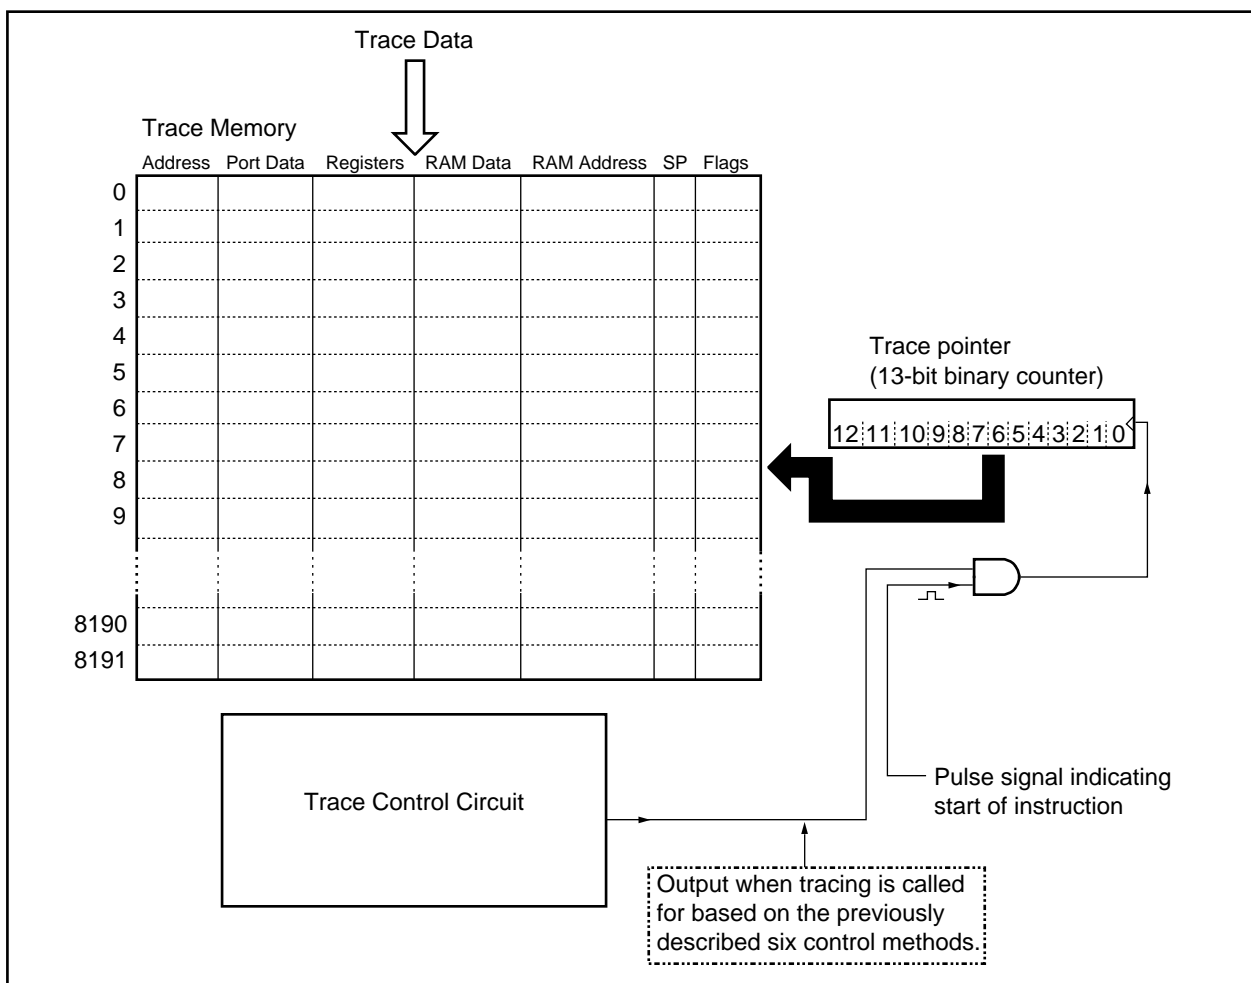 Trace Data
Trace Memory
Address Port Data Registers RAM Data RAM Address SP Flags
0
1
2
3
4
5
6
7
8
9
8190
8191
Trace pointer
(13-bit binary counter)
12 11 10 9 8 7 6 5 4 3 2 1 0
Trace Control Circuit
Pulse signal indicating
start of instruction
Output when tracing is called
for based on the previously
described six control methods.